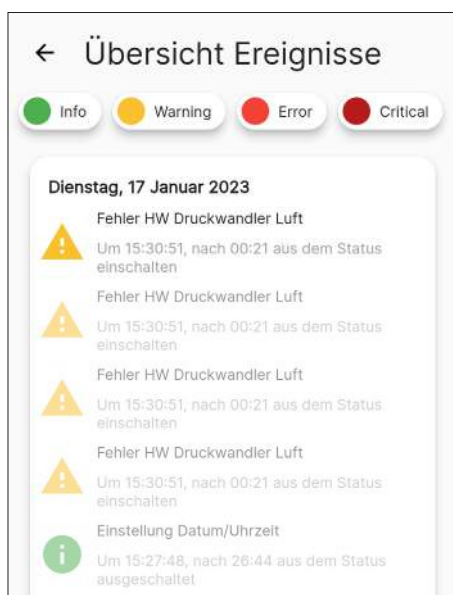 Übersicht Ereignisse
Info Warning Error Critical
Dienstag, 17 Januar 2023
Fehler HW Druckwandler Luft
Um 15:30:51, nach 00:21 aus dem Status
einschalten
Fehler HW Druckwandler Luft
Um 15:30:51, nach 00:21 aus dem Status
einschalten
Fehler HW Druckwandler Luft
Um 15:30:51, nach 00:21 aus dem Status
einschalten
Fehler HW Druckwandler Luft
Um 15:30:51, nach 00:21 aus dem Status
einschalten
Einstellung Datum/Uhrzeit
Um 15:27:48, nach 26:44 aus dem Status
ausgeschaltet